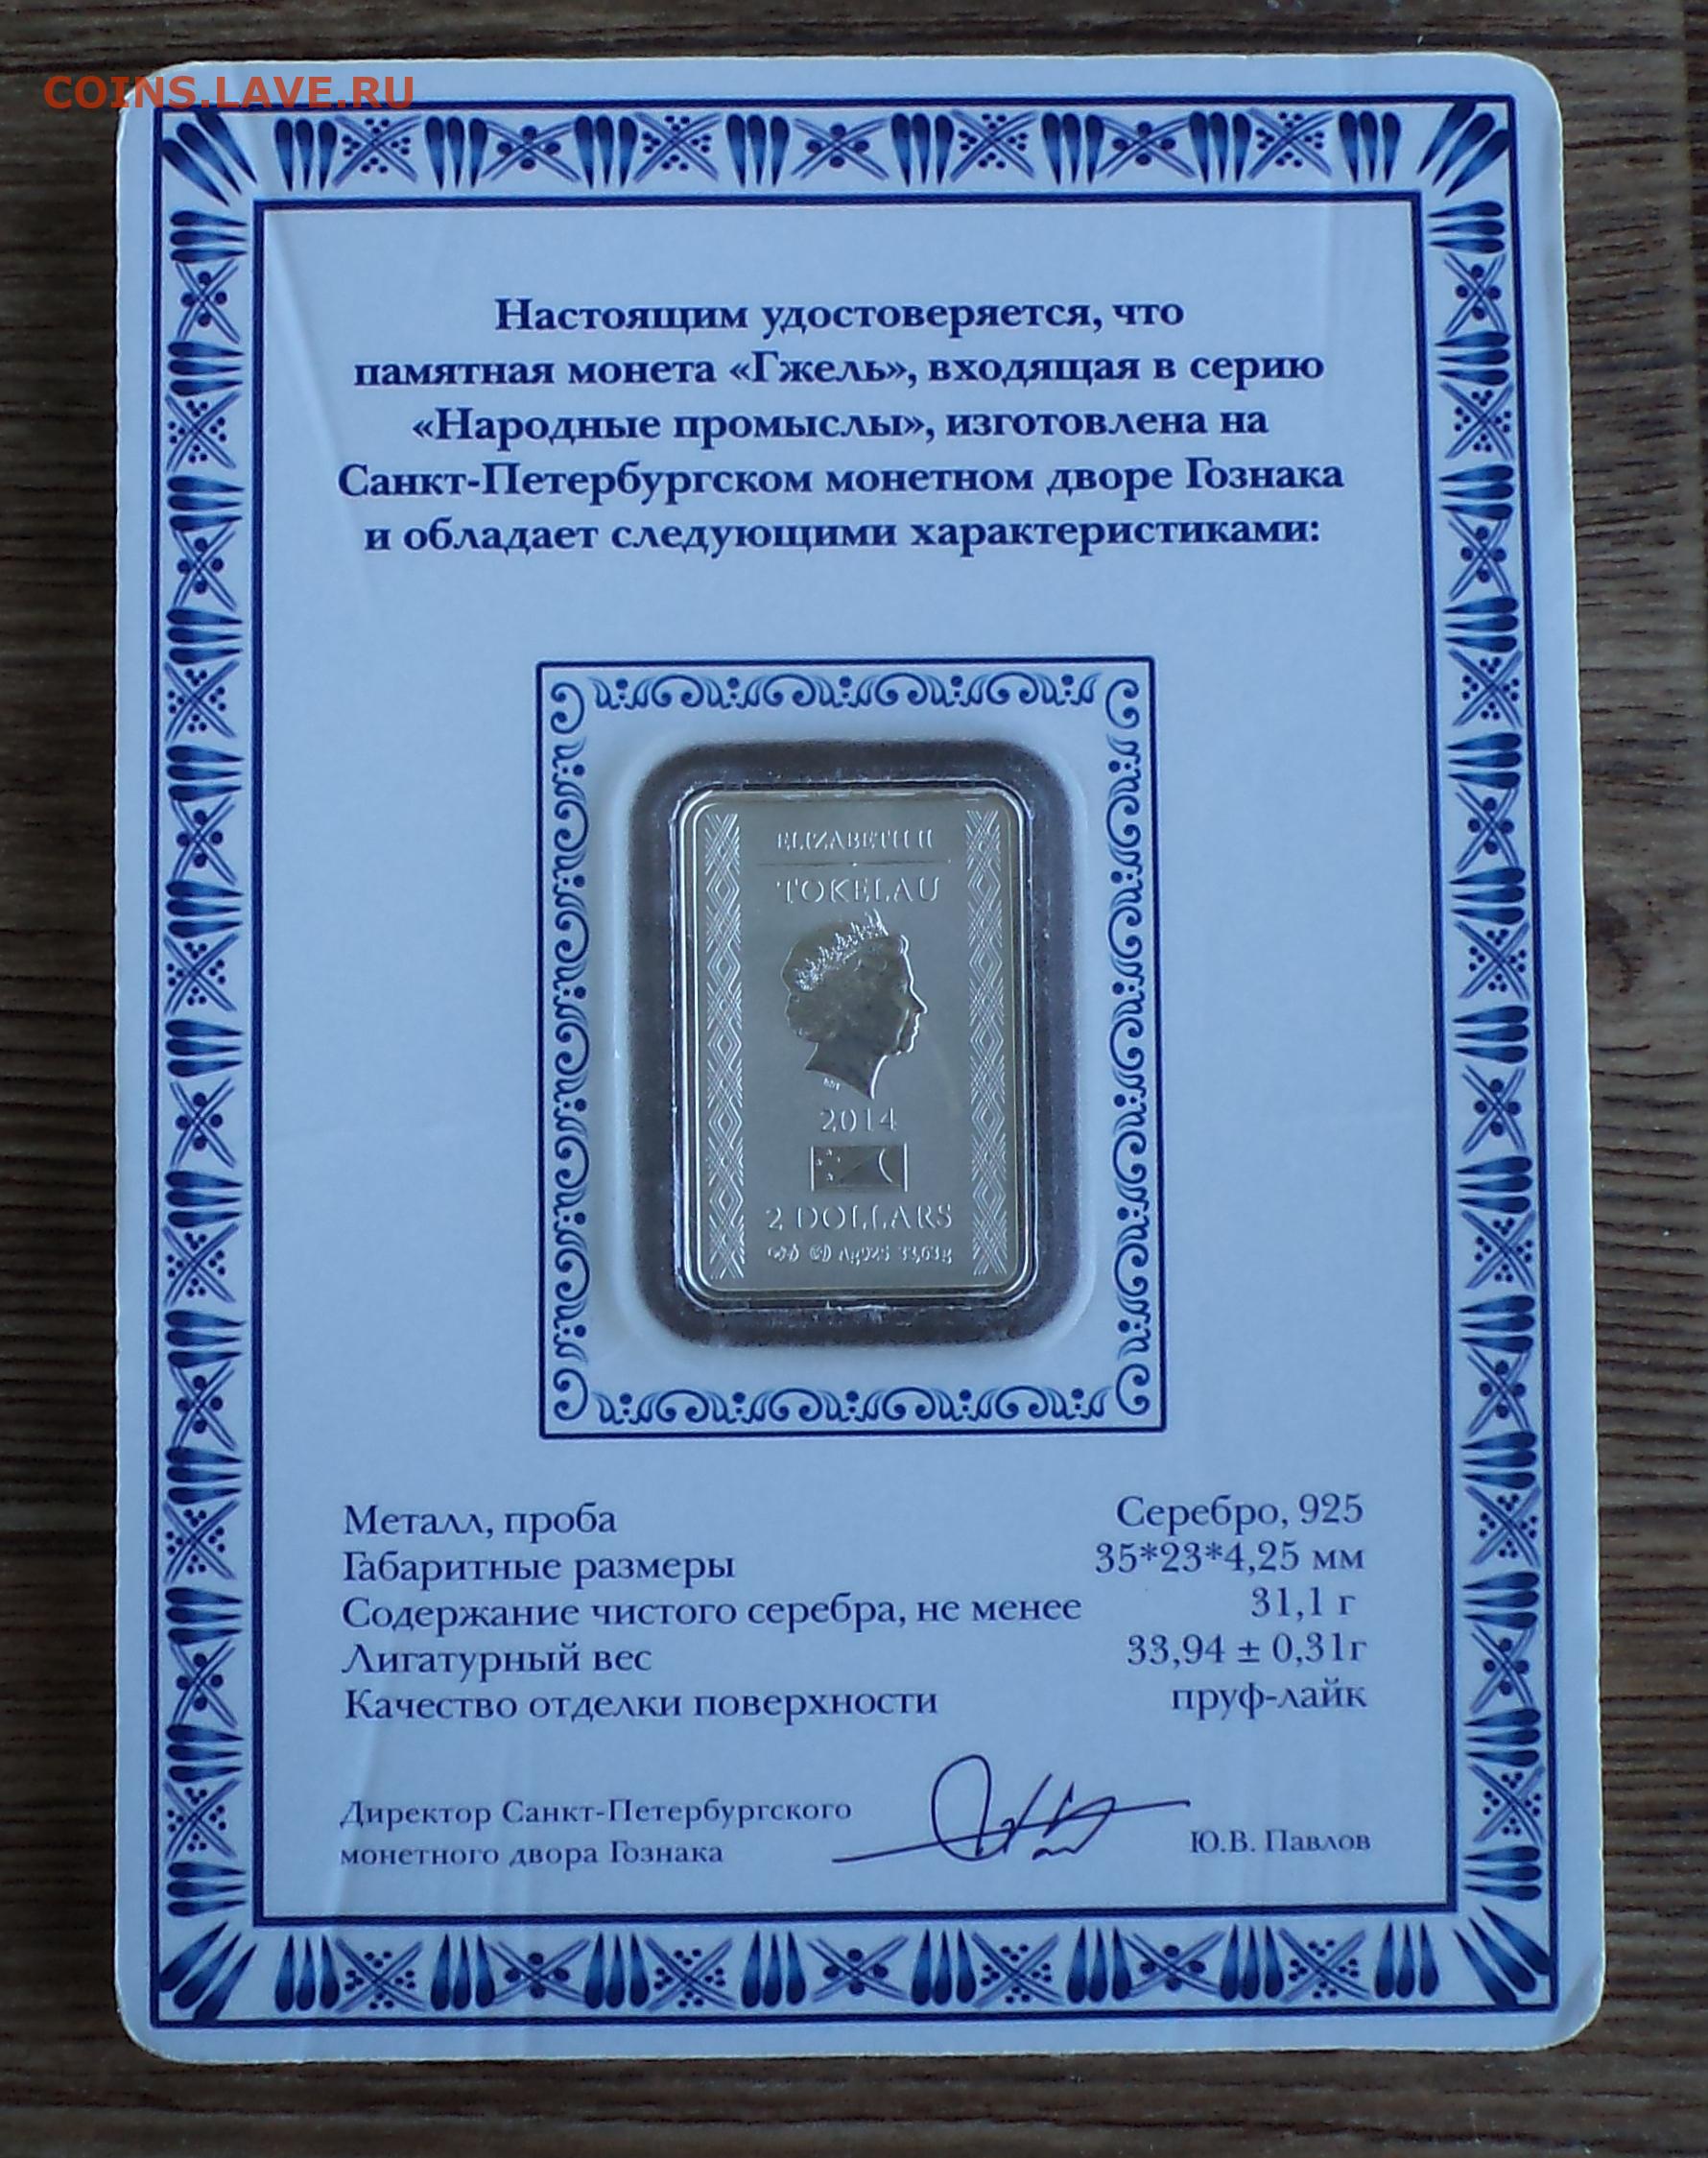 COINS.LAVE.RU
Настоящим удостоверяется, что
памятная монета «Гжель», входящая в серию
«Народные промыслы», изготовлена на
Санкт-Петербургском монетном дворе Гознака
и обладает следующими характеристиками:
ELIZABETH II
TOKELAU
2014
2 DOLLARS
Ag925 33,63g
Металл, проба Серебро, 925
Габаритные размеры 35*23*4,25 мм
Содержание чистого серебра, не менее 31,1 г
Лигатурный вес 33,94 ± 0,31г
Качество отделки поверхности пруф-лайк
Директор Санкт-Петербургского
монетного двора Гознака Ю.В. Павлов